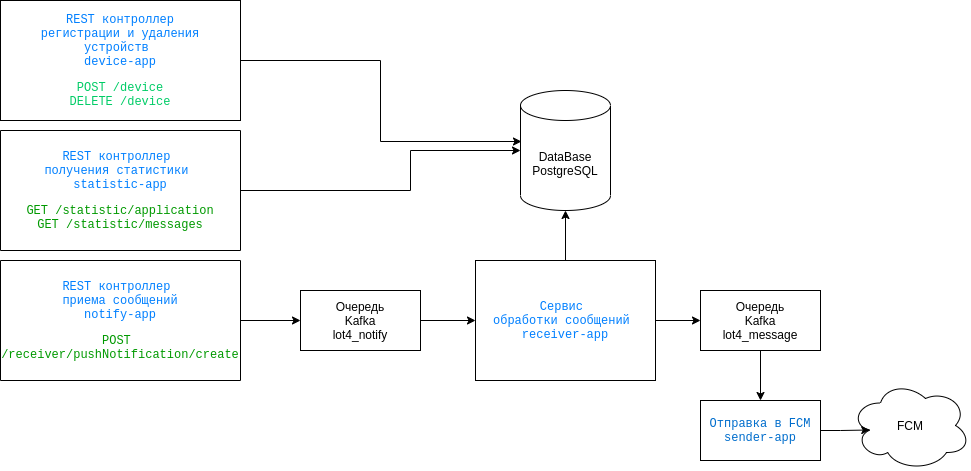 REST контроллер
регистрации и удаления
устройств
device-app
POST /device
DELETE /device
REST контроллер
получения статистики
statistic-app
GET /statistic/application
GET /statistic/messages
REST контроллер
приема сообщений
notify-app
POST
/receiver/pushNotification/create
Очередь
Kafka
lot4_notify
DataBase
PostgreSQL
Сервис
обработки сообщений
receiver-app
Очередь
Kafka
lot4_message
Отправка в FCM
sender-app
FCM